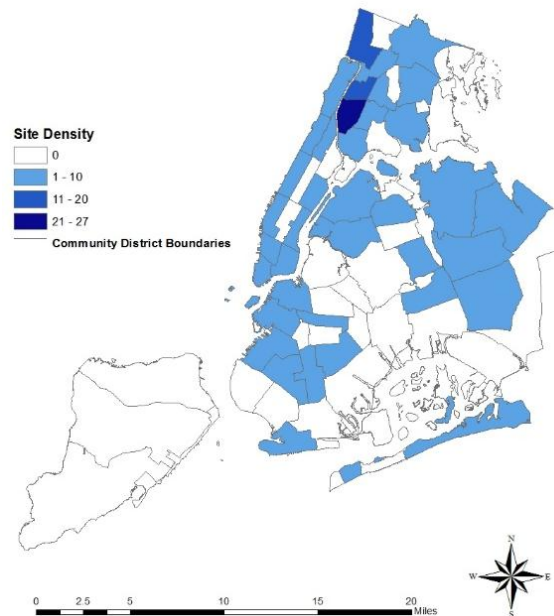 Site Density
0
1 - 10
11 - 20
21 - 27
Community District Boundaries
N
W
E
S
0 2.5 5 10 15 20
Miles